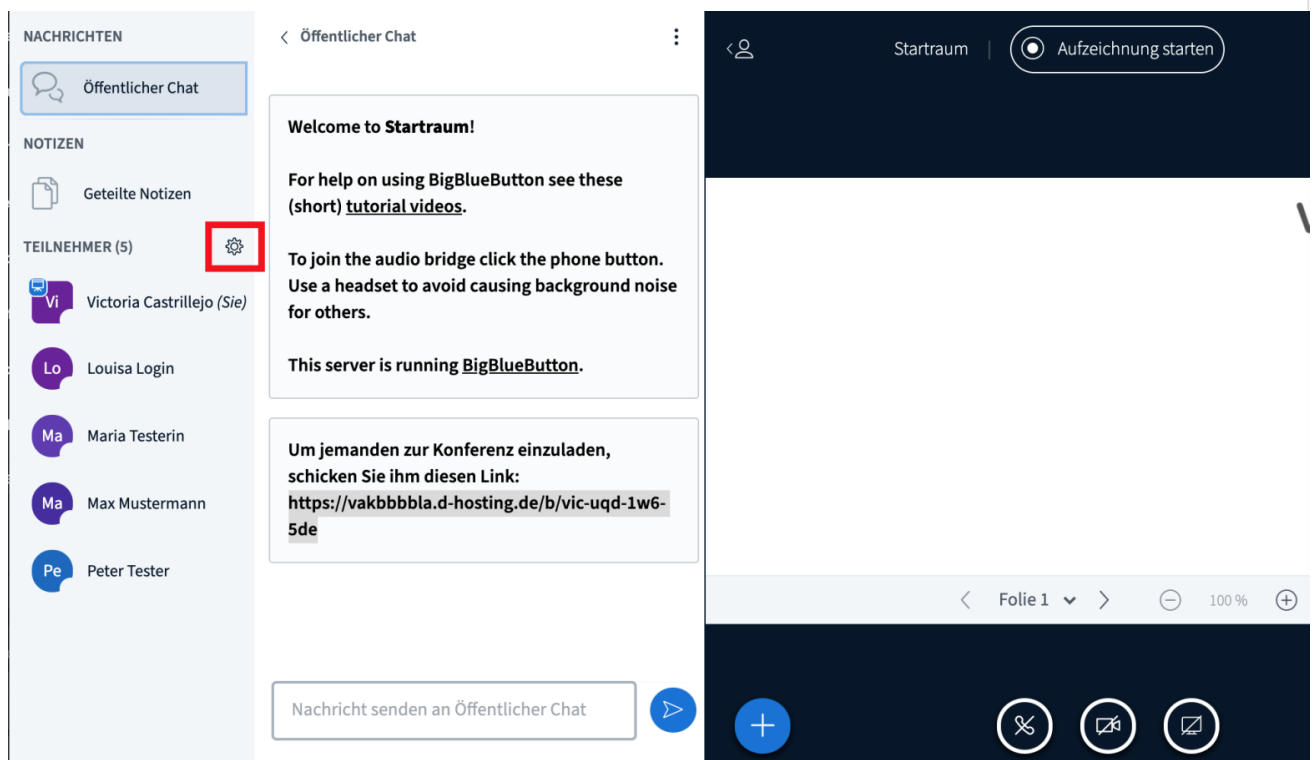 NACHRICHTEN
Öffentlicher Chat
NOTIZEN
Geteilte Notizen
TEILNEHMER (5)
Vi
Victoria Castrillejo (Sie)
Lo
Louisa Login
Ma
Maria Testerin
Ma
Max Mustermann
Pe
Peter Tester
Öffentlicher Chat
Welcome to Startraum!
For help on using BigBlueButton see these
(short) tutorial videos.
To join the audio bridge click the phone button.
Use a headset to avoid causing background noise
for others.
This server is running BigBlueButton.
Um jemanden zur Konferenz einzuladen,
schicken Sie ihm diesen Link:
https://vakbbbbla.d-hosting.de/b/vic-uqd-1w6-
5de
Nachricht senden an Öffentlicher Chat
Startraum
Aufzeichnung starten
Folie 1
100 %